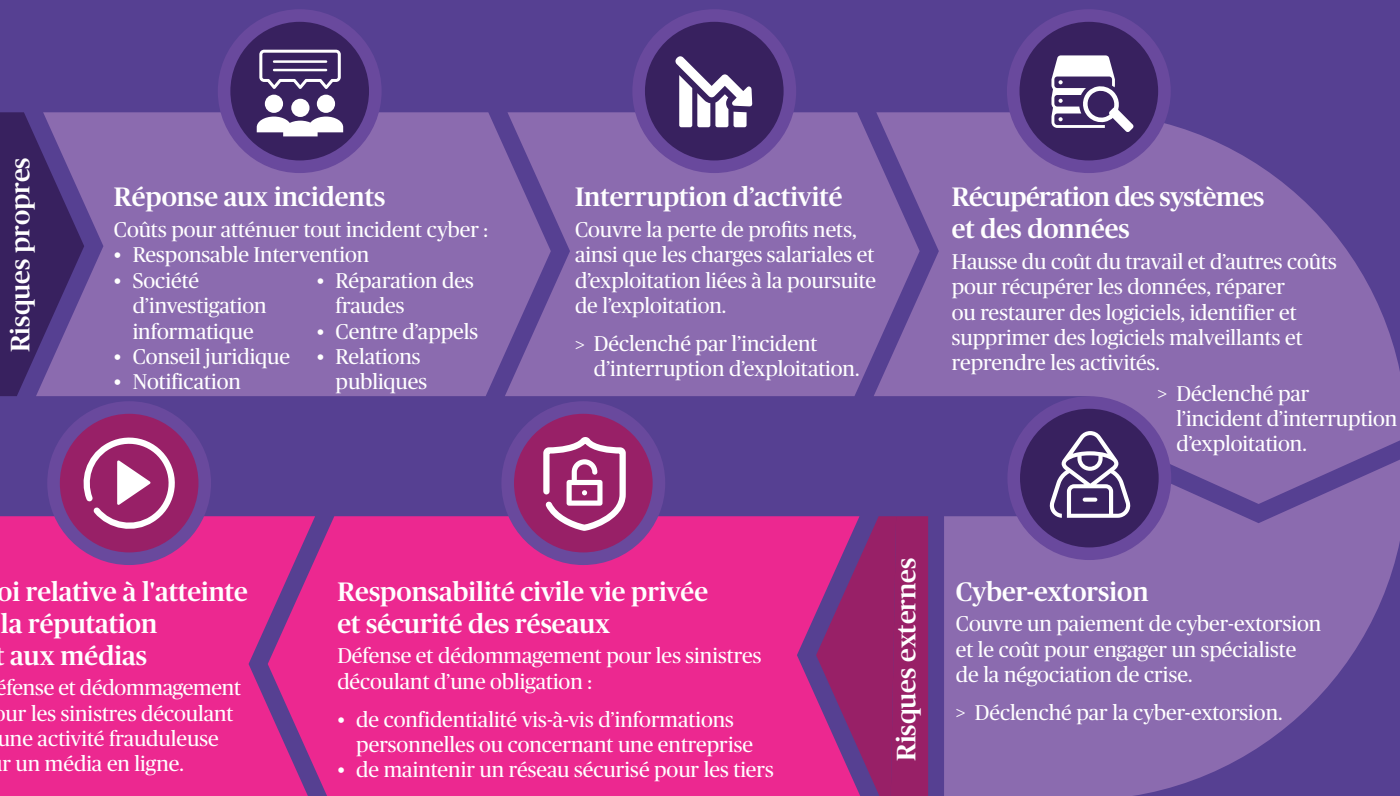 Risques propres
Réponse aux incidents
Coûts pour atténuer tout incident cyber :
• Responsable Intervention
• Société
d’investigation
informatique
• Conseil juridique
• Notification
• Réparation des
fraudes
• Centre d’appels
• Relations
publiques
Interruption d’activité
Couvre la perte de profits nets,
ainsi que les charges salariales et
d’exploitation liées à la poursuite
de l’exploitation.
> Déclenché par l’incident
d’interruption d’exploitation.
Récupération des systèmes
et des données
Hausse du coût du travail et d’autres coûts
pour récupérer les données, réparer
ou restaurer des logiciels, identifier et
supprimer des logiciels malveillants et
reprendre les activités.
> Déclenché par
l’incident d’interruption
d’exploitation.
Cyber-extorsion
Couvre un paiement de cyber-extorsion
et le coût pour engager un spécialiste
de la négociation de crise.
> Déclenché par la cyber-extorsion.
Risques externes
Responsabilité civile vie privée
et sécurité des réseaux
Défense et dédommagement pour les sinistres
découlant d’une obligation :
• de confidentialité vis-à-vis d’informations
personnelles ou concernant une entreprise
• de maintenir un réseau sécurisé pour les tiers
oi relative à l'atteinte
la réputation
t aux médias
éfense et dédommagement
our les sinistres découlant
une activité frauduleuse
ur un média en ligne.